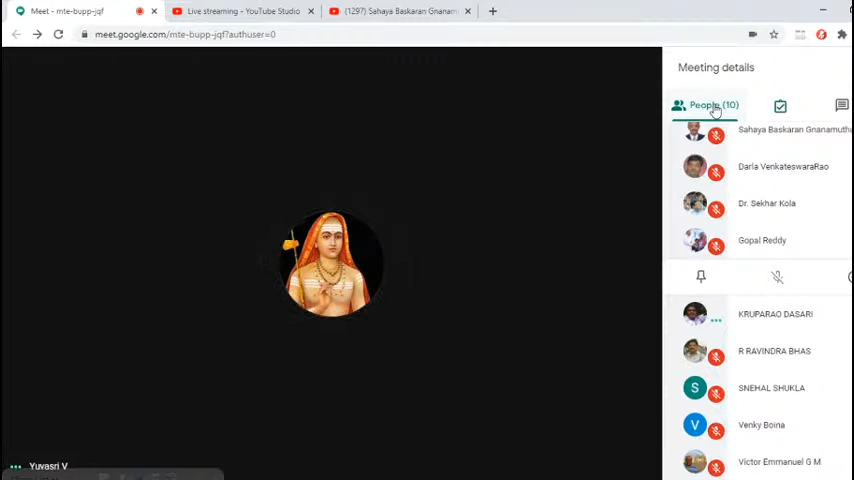 Meet - mte-bupp-jqf
Live streaming - YouTube Studio
(1297) Sahaya Baskaran Gnanam
meet.google.com/mte-bupp-jqf?authuser=0
Meeting details
People (10)
Sahaya Baskaran Gnanamuthu
Darla VenkateswaraRao
Dr. Sekhar Kola
Gopal Reddy
KRUPARAO DASARI
R RAVINDRA BHAS
S SNEHAL SHUKLA
V Venky Boina
Victor Emmanuel G M
Yuvasri V